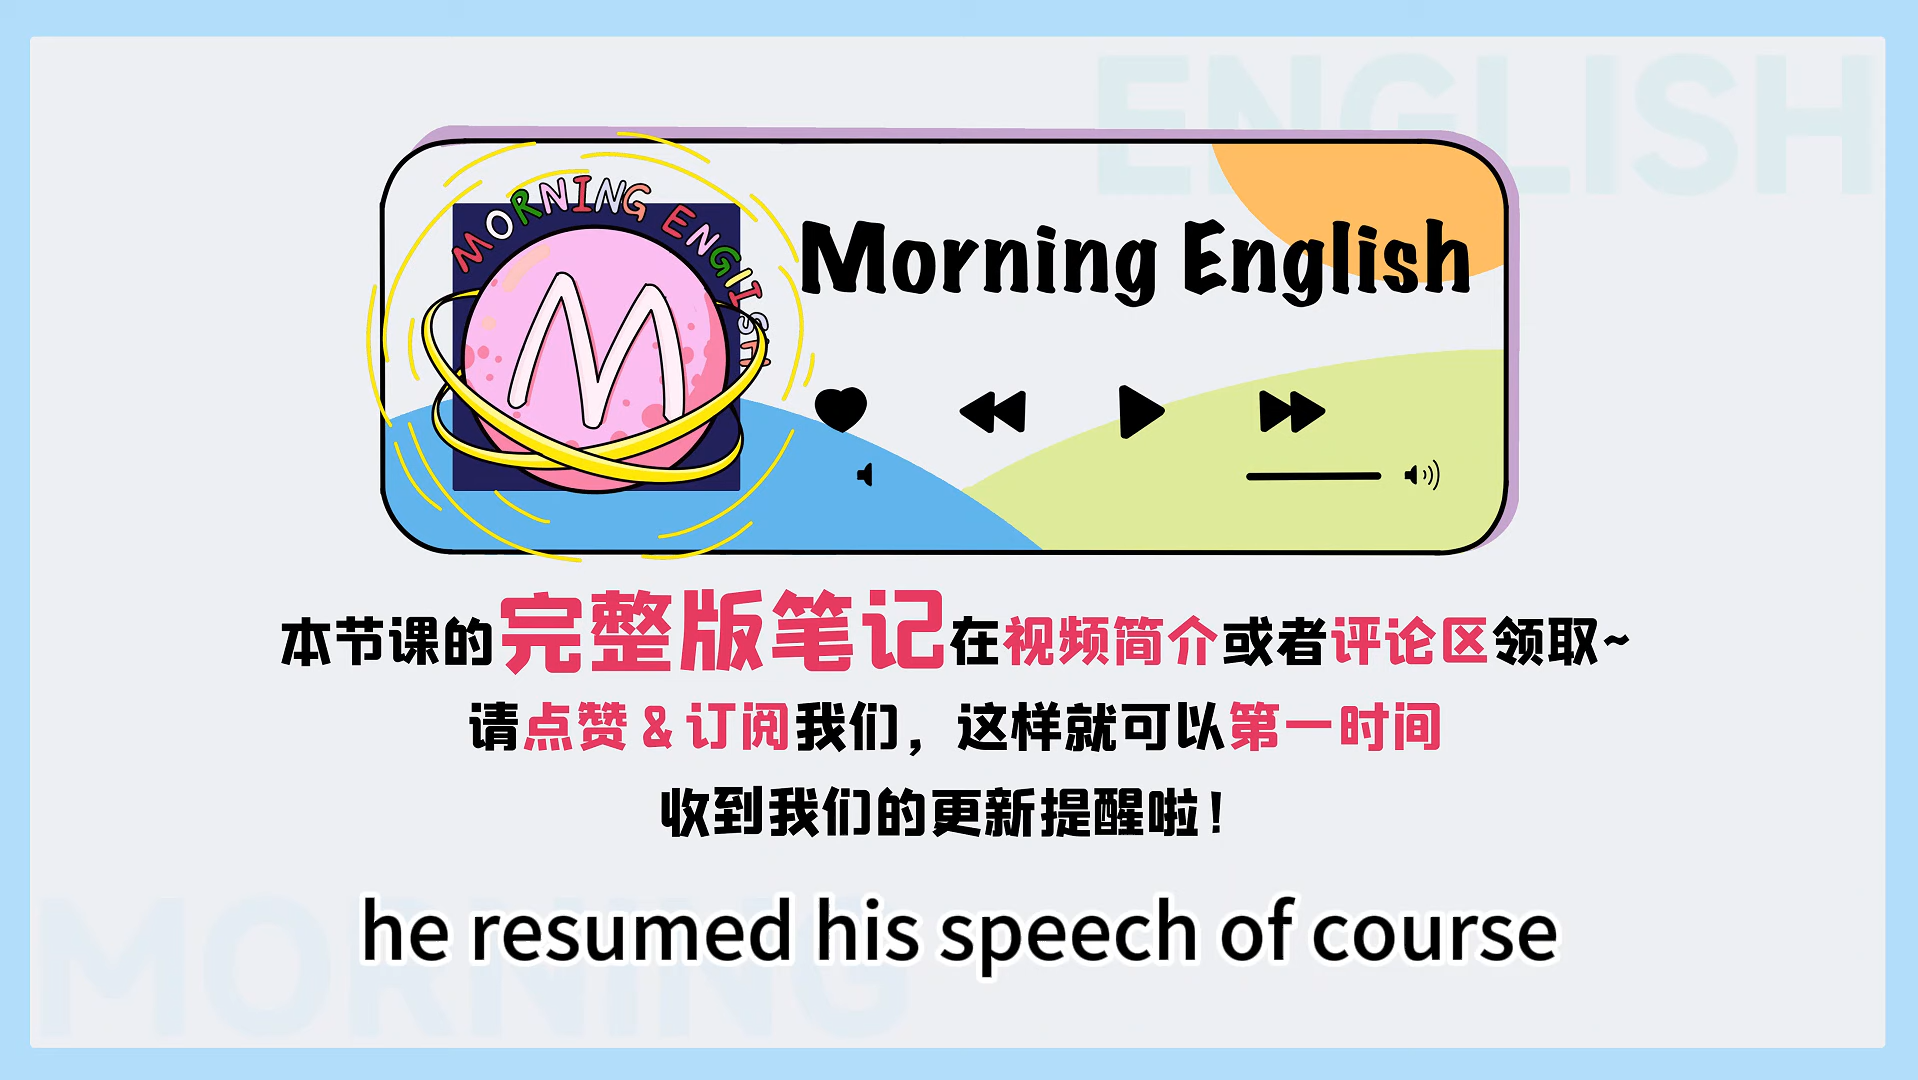 ENGLISH
MORNING ENGLISH
M
Morning English
本节课的完整版笔记在视频简介或者评论区领取~
请点赞&订阅我们，这样就可以第一时间
收到我们的更新提醒啦！
he resumed his speech of course
MORNING